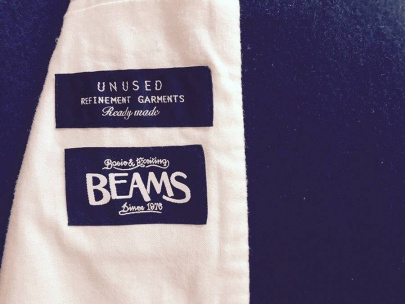 UNUSED
REFINEMENT GARMENTS
Ready made
Basic & Exciting
BEAMS
Since 1976